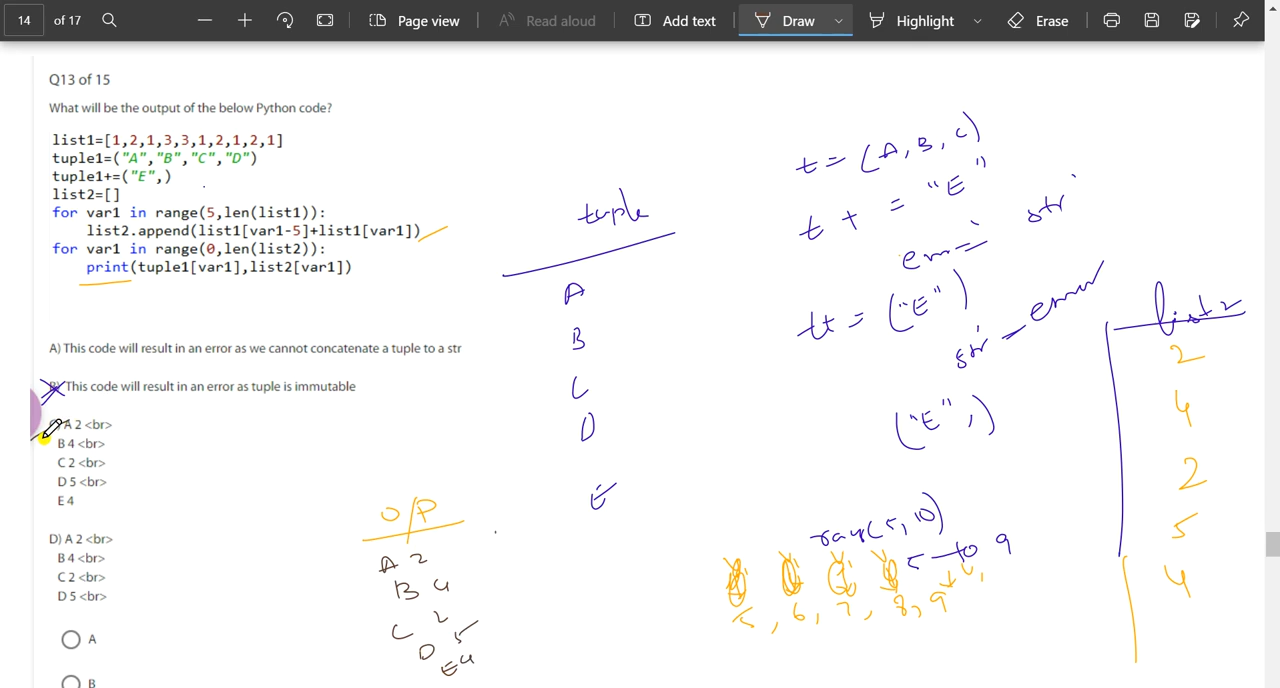 14 of 17 Page view Read aloud Add text Draw Highlight Erase
Q13 of 15
What will be the output of the below Python code?
list1=[1,2,1,3,3,1,2,1,2,1]
tuple1=("A","B","C","D")
tuple1+=("E",)
list2=[]
for var1 in range(5,len(list1)):
list2.append(list1[var1-5]+list1[var1])
for var1 in range(0,len(list2)):
print(tuple1[var1],list2[var1])
A) This code will result in an error as we cannot concatenate a tuple to a str
This code will result in an error as tuple is immutable
A 2 <br>
B 4 <br>
C 2 <br>
D 5 <br>
E 4
D) A 2 <br>
B 4 <br>
C 2 <br>
D 5 <br>
A
B
O/P
A 2
B 4
C 2
D 5
E 4
tuple
A
B
C
D
E
t = (A, B, C)
t + = "E"
str
tt = ("E")
str - error
("E",)
5 to 9
5, 6, 7, 8, 9
list2
2
4
2
5
4